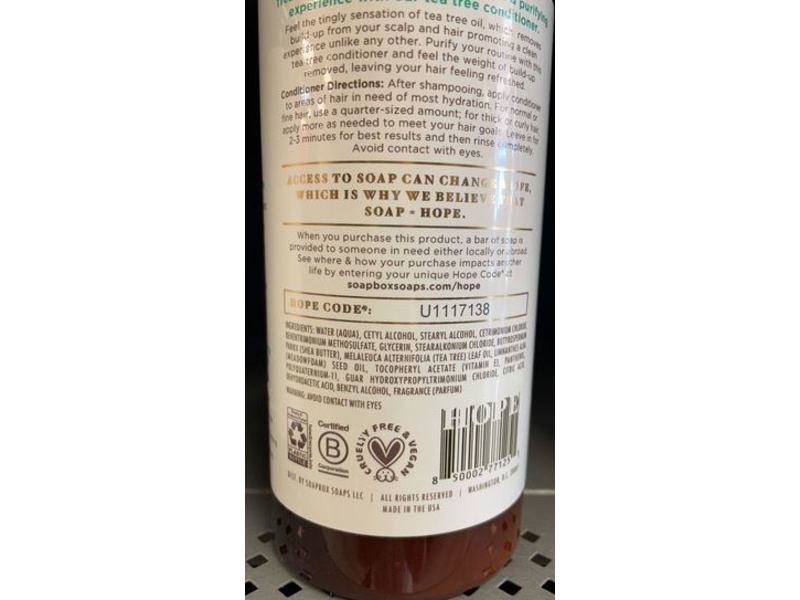 experience with our tea tree conditioner.
purifying
Feel the tingly sensation of tea tree oil, which removes
build-up from your scalp and hair promoting a clean
experience unlike any other. Purify your routine with this
tea tree conditioner and feel the weight of build-up
removed, leaving your hair feeling refreshed.
Conditioner Directions: After shampooing, apply conditioner
to areas of hair in need of most hydration. For normal or
fine hair, use a quarter-sized amount; for thick or curly hair,
apply more as needed to meet your hair goals. Leave in for
2-3 minutes for best results and then rinse completely.
Avoid contact with eyes.
ACCESS TO SOAP CAN CHANGE A LIFE,
WHICH IS WHY WE BELIEVE THAT
SOAP = HOPE.
When you purchase this product, a bar of soap is
provided to someone in need either locally or abroad.
See where & how your purchase impacts another
life by entering your unique Hope Code® at
soapboxsoaps.com/hope
HOPE CODE®: U1117138
INGREDIENTS: WATER (AQUA), CETYL ALCOHOL, STEARYL ALCOHOL, CETRIMONIUM CHLORIDE,
BEHENTRIMONIUM METHOSULFATE, GLYCERIN, STEARALKONIUM CHLORIDE, BUTYROSPERMUM
PARKII (SHEA BUTTER), MELALEUCA ALTERNIFOLIA (TEA TREE) LEAF OIL, LIMNANTHES ALBA
(MEADOWFOAM) SEED OIL, TOCOPHERYL ACETATE (VITAMIN E), PANTHENOL,
POLYQUATERNIUM-11, GUAR HYDROXYPROPYLTRIMONIUM CHLORIDE, CITRIC ACID,
DEHYDROACETIC ACID, BENZYL ALCOHOL, FRAGRANCE (PARFUM)
WARNING: AVOID CONTACT WITH EYES
HOPE
PLASTIC
BOTTLE
Certified
B
Corporation
CRUELTY FREE & VEGAN
8 50002 77125
DIST. BY SOAPBOX SOAPS LLC | ALL RIGHTS RESERVED | WASHINGTON, D.C.
MADE IN THE USA